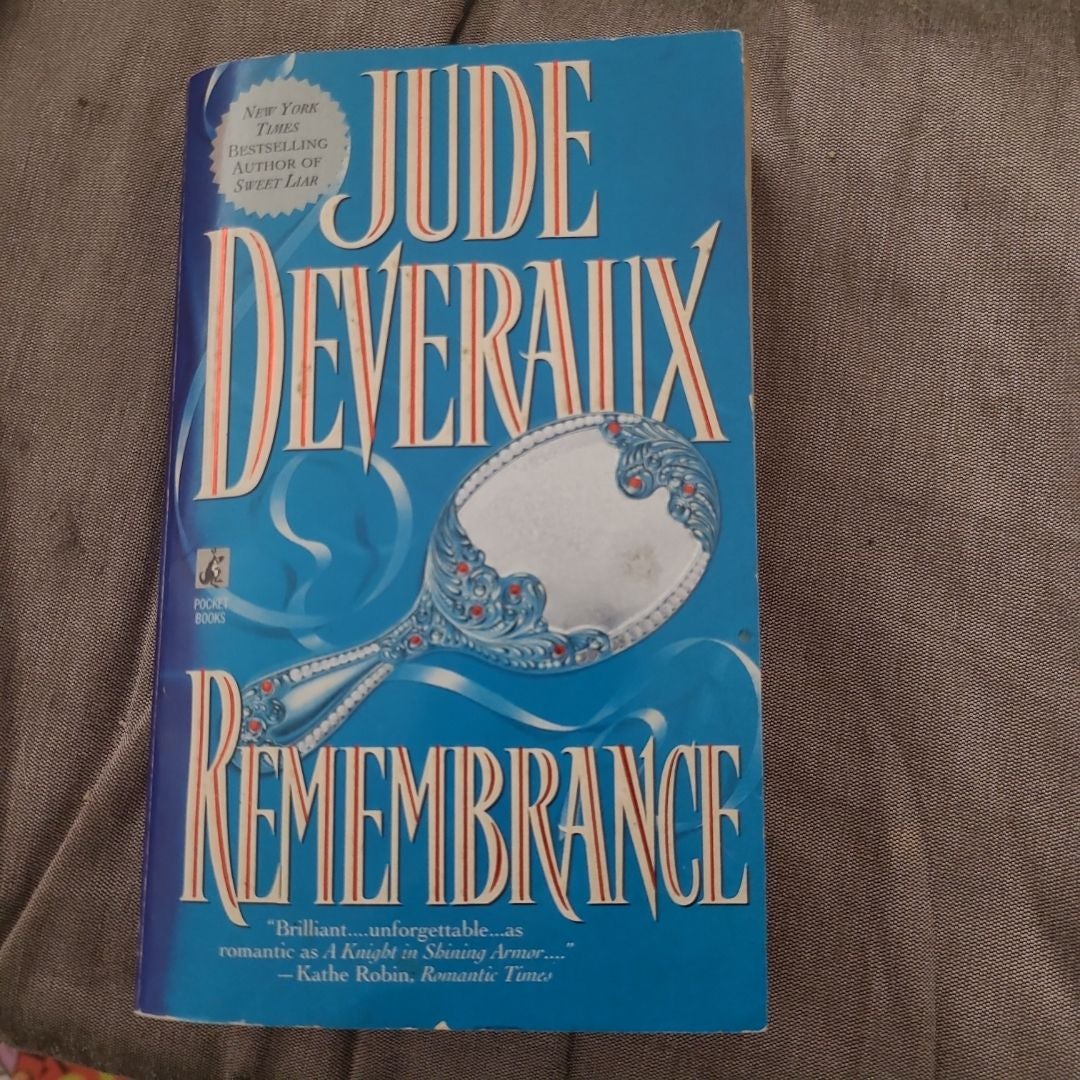 NEW YORK
TIMES
BESTSELLING
AUTHOR OF
SWEET LIAR
JUDE
DEVERAUX
POCKET
BOOKS
REMEMBRANCE
"Brilliant....unforgettable...as
romantic as A Knight in Shining Armor...."
—Kathe Robin, Romantic Times